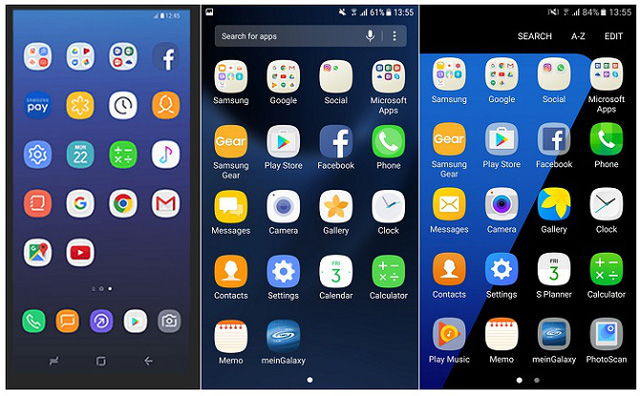 12:45
SAMSUNG
pay
MON
22
61% 13:55
Search for apps
Samsung Google Social Microsoft
Apps
Gear
Samsung Play Store Facebook Phone
Gear
Messages Camera Gallery Clock
FRI
3
Contacts Settings Calendar Calculator
Memo meinGalaxy
84% 13:55
SEARCH A-Z EDIT
Samsung Google Social Microsoft
Apps
Gear
Samsung Play Store Facebook Phone
Gear
Messages Camera Gallery Clock
FRI
3
Contacts Settings S Planner Calculator
Play Music Memo meinGalaxy PhotoScan